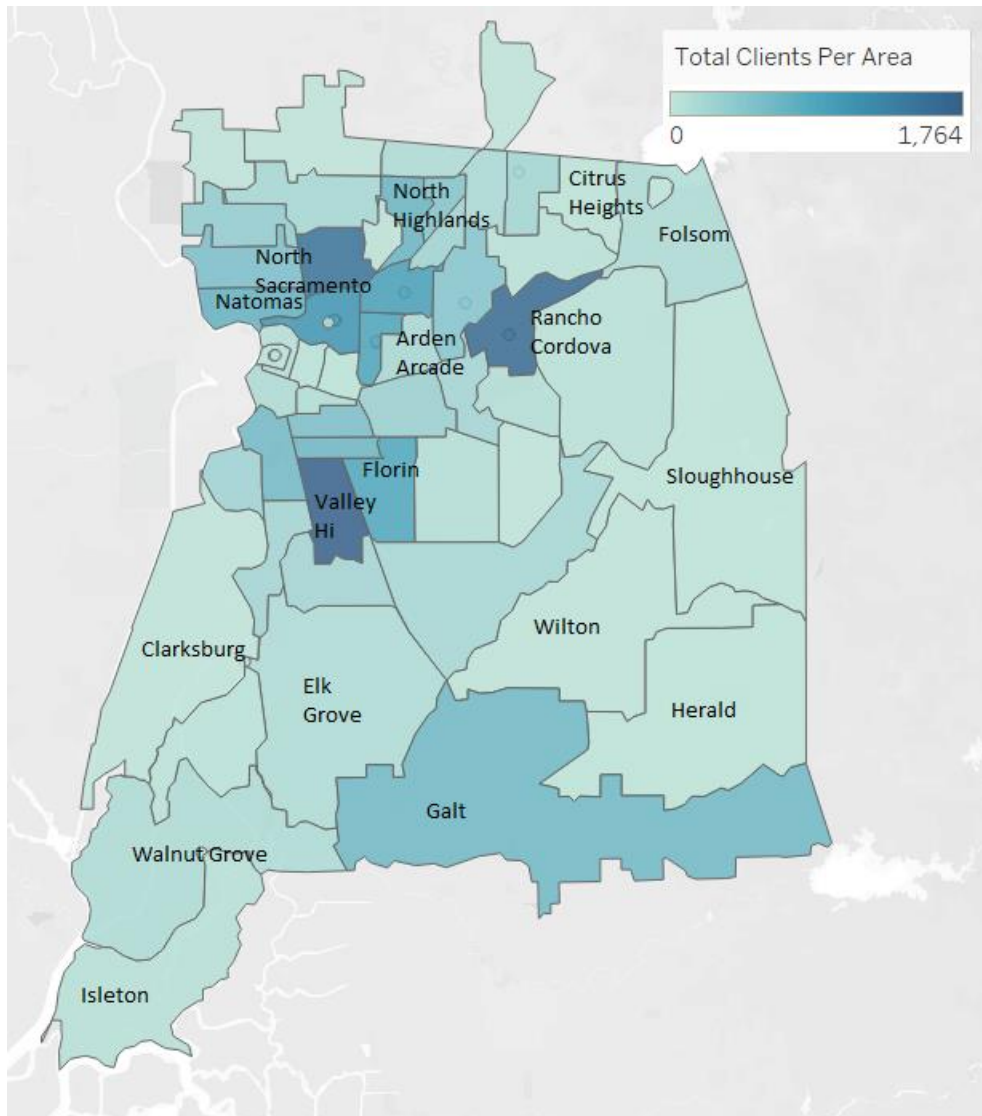 Total Clients Per Area
0 1,764
North
Highlands
Citrus
Heights
Folsom
North
Sacramento
Natomas
Rancho
Cordova
Arden
Arcade
Florin
Valley
Hi
Sloughhouse
Wilton
Clarksburg
Elk
Grove
Herald
Galt
Walnut Grove
Isleton